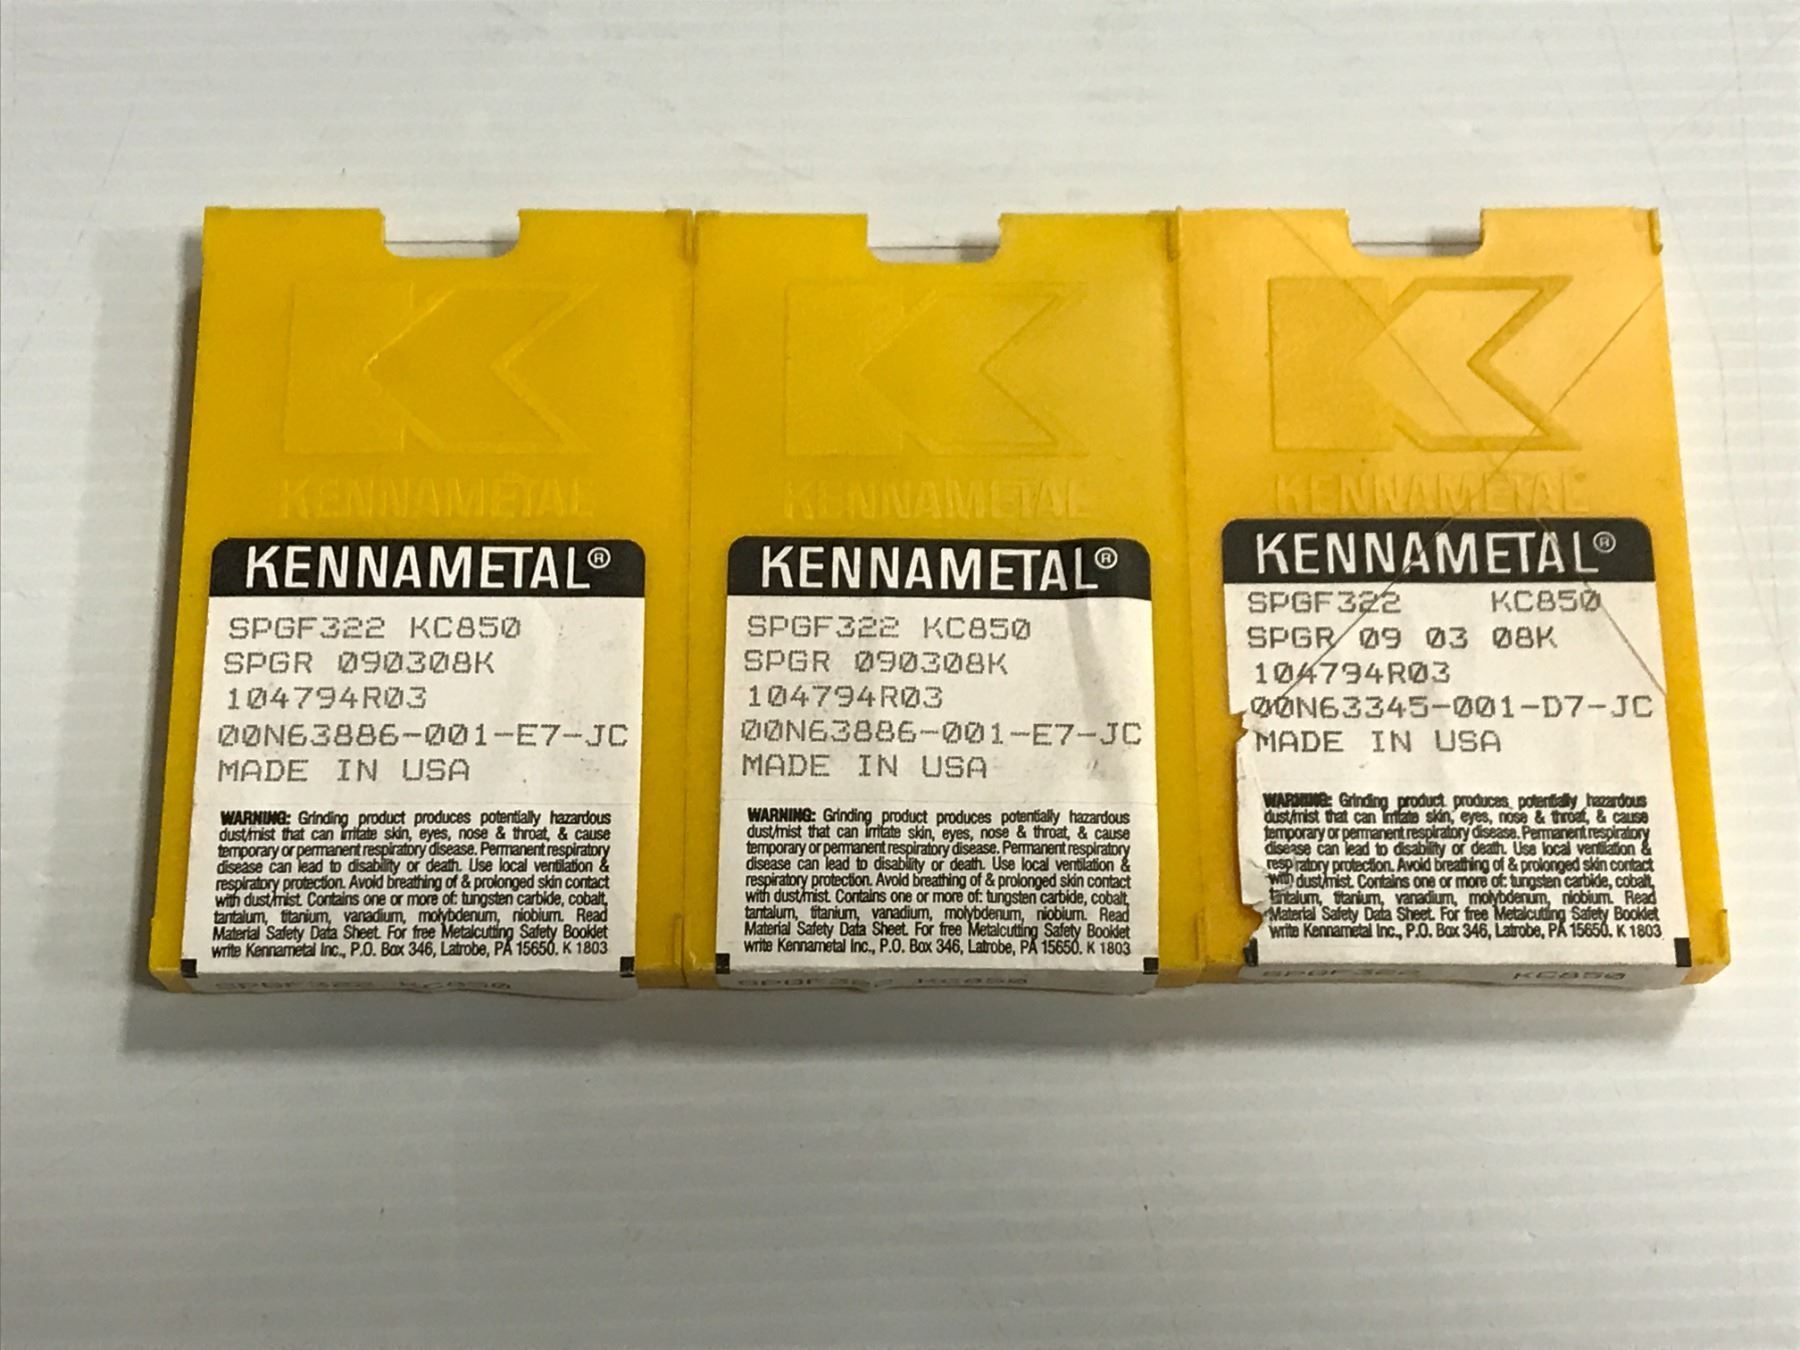 KENNAMETAL
KENNAMETAL®
SPGF322 KC850
SPGR 090308K
104794R03
00N63886-001-E7-JC
MADE IN USA
WARNING: Grinding product produces potentially hazardous
dust/mist that can irritate skin, eyes, nose & throat, & cause
temporary or permanent respiratory disease. Permanent respiratory
disease can lead to disability or death. Use local ventilation &
respiratory protection. Avoid breathing of & prolonged skin contact
with dust/mist. Contains one or more of: tungsten carbide, cobalt,
tantalum, titanium, vanadium, molybdenum, niobium. Read
Material Safety Data Sheet. For free Metalcutting Safety Booklet
write Kennametal Inc., P.O. Box 346, Latrobe, PA 15650. K 1803
SPGF322 KC850
KENNAMETAL
KENNAMETAL®
SPGF322 KC850
SPGR 090308K
104794R03
00N63886-001-E7-JC
MADE IN USA
WARNING: Grinding product produces potentially hazardous
dust/mist that can irritate skin, eyes, nose & throat, & cause
temporary or permanent respiratory disease. Permanent respiratory
disease can lead to disability or death. Use local ventilation &
respiratory protection. Avoid breathing of & prolonged skin contact
with dust/mist. Contains one or more of: tungsten carbide, cobalt,
tantalum, titanium, vanadium, molybdenum, niobium. Read
Material Safety Data Sheet. For free Metalcutting Safety Booklet
write Kennametal Inc., P.O. Box 346, Latrobe, PA 15650. K 1803
SPGF322 KC850
KENNAMETAL
KENNAMETAL®
SPGF322 KC850
SPGR 09 03 08K
104794R03
00N63345-001-D7-JC
MADE IN USA
WARNING: Grinding product produces potentially hazardous
dust/mist that can irritate skin, eyes, nose & throat, & cause
temporary or permanent respiratory disease. Permanent respiratory
disease can lead to disability or death. Use local ventilation &
respiratory protection. Avoid breathing of & prolonged skin contact
with dust/mist. Contains one or more of: tungsten carbide, cobalt,
tantalum, titanium, vanadium, molybdenum, niobium. Read
Material Safety Data Sheet. For free Metalcutting Safety Booklet
write Kennametal Inc., P.O. Box 346, Latrobe, PA 15650. K 1803
SPGF322 KC850